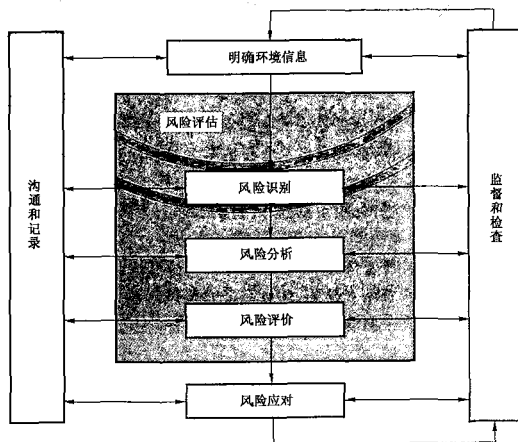 明确环境信息
风险评估
风险识别
沟通和记录
监督和检查
风险分析
风险评价
风险应对